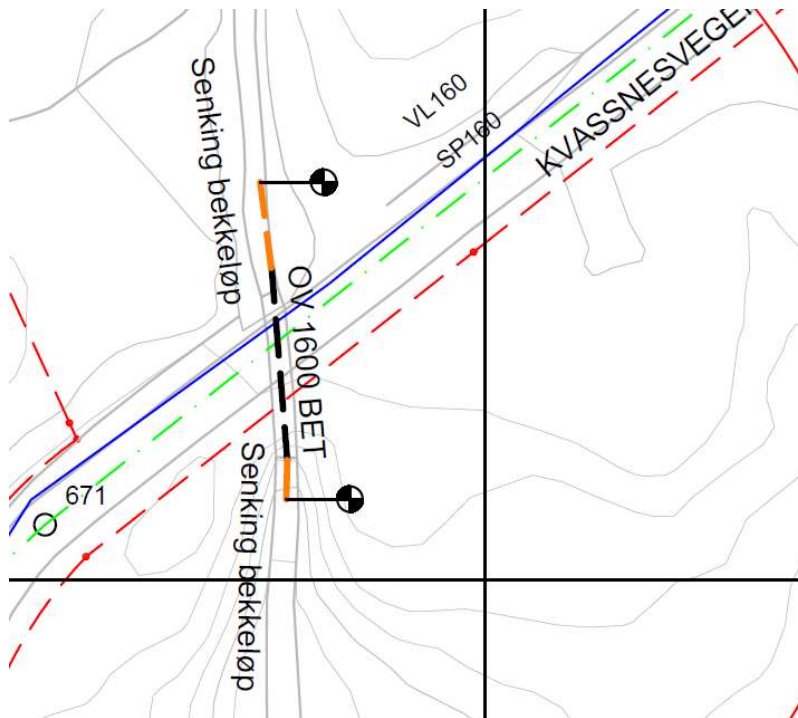 Senking bekkeløp
VL160
SP160
KVASSNESVEGEN
OV 1600 BET
Senking bekkeløp
671